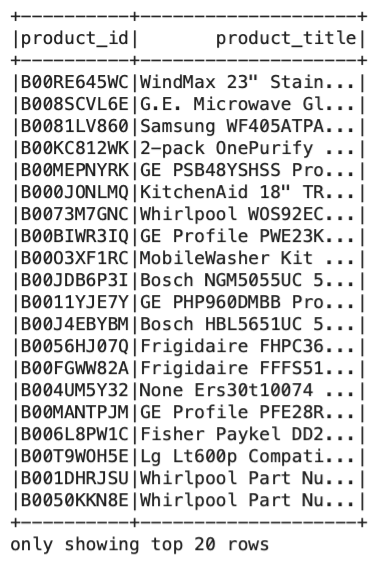 +----------+--------------------+
|product_id|       product_title|
+----------+--------------------+
|B00RE645WC|WindMax 23" Stain...|
|B008SCVL6E|G.E. Microwave Gl...|
|B0081LV860|Samsung WF405ATPA...|
|B00KC812WK|2-pack OnePurify ...|
|B00MEPNYRK|GE PSB48YSHSS Pro...|
|B000JONLMQ|KitchenAid 18" TR...|
|B0073M7GNC|Whirlpool WOS92EC...|
|B00BIWR3IQ|GE Profile PWE23K...|
|B00O3XF1RC|MobileWasher Kit ...|
|B00JDB6P3I|Bosch NGM5055UC 5...|
|B0011YJE7Y|GE PHP960DMBB Pro...|
|B00J4EBYBM|Bosch HBL5651UC 5...|
|B0056HJ07Q|Frigidaire FHPC36...|
|B00FGWW82A|Frigidaire FFFS51...|
|B004UM5Y32|None Ers30t10074 ...|
|B00MANTPJM|GE Profile PFE28R...|
|B006L8PW1C|Fisher Paykel DD2...|
|B00T9WOH5E|Lg Lt600p Compati...|
|B001DHRJSU|Whirlpool Part Nu...|
|B0050KKN8E|Whirlpool Part Nu...|
+----------+--------------------+
only showing top 20 rows